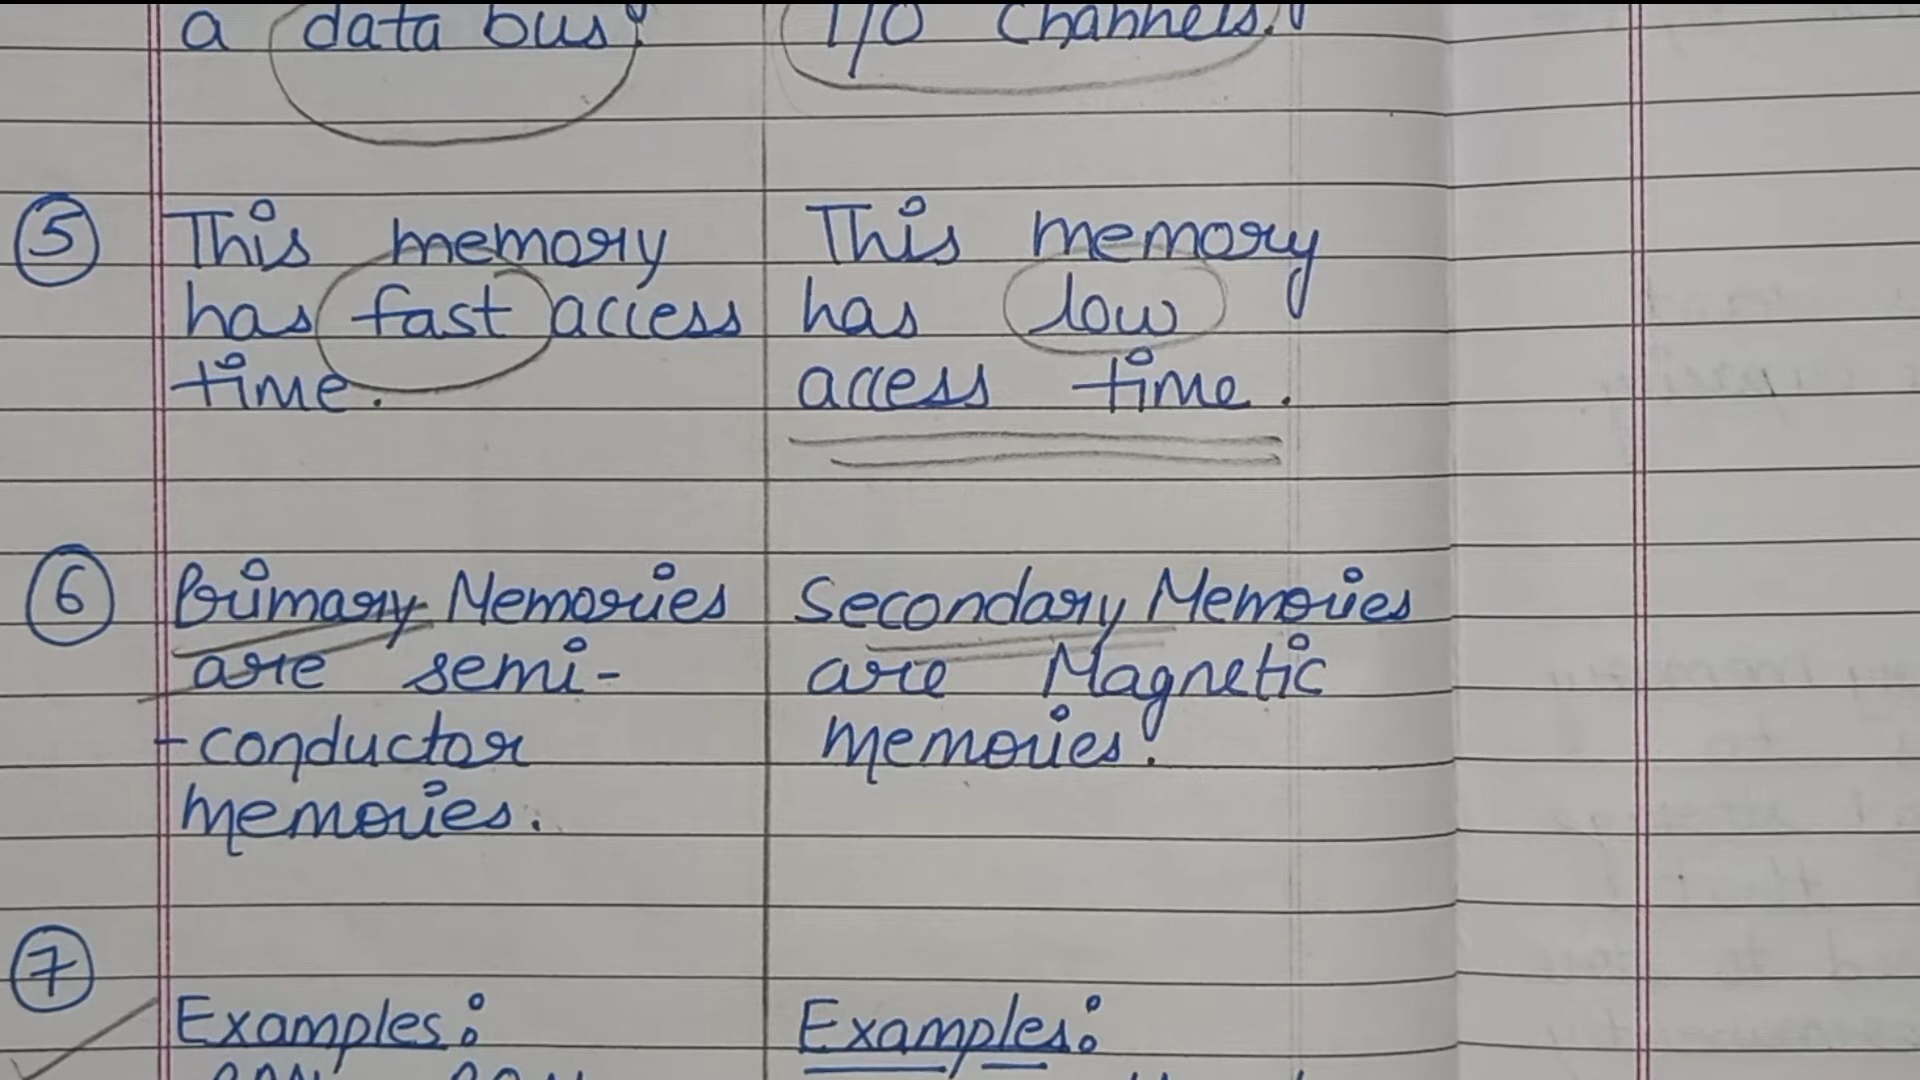 a data bus.
I/O Channels.
5 This memory
has fast access
time.
This memory
has low
access time.
6 Primary Memories
are semi-
-conductor
memories.
Secondary Memories
are Magnetic
memories.
7
Examples:
Examples: